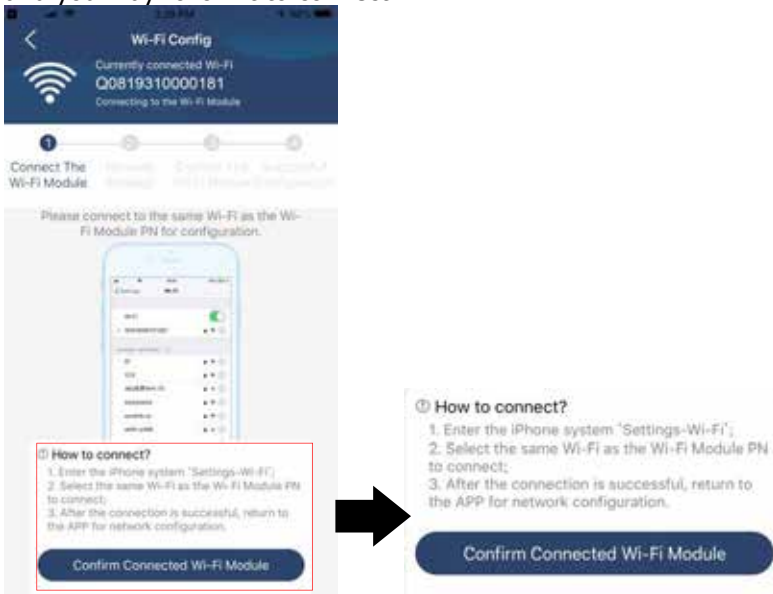 Wi-Fi Config
Currently connected Wi-Fi
Q0819310000181
Connecting to the Wi-Fi Module
1
2
3
4
Connect The
Wi-Fi Module
Please connect to the same Wi-Fi as the Wi-
Fi Module PN for configuration.
Wi-Fi
How to connect?
1. Enter the iPhone system "Settings-Wi-Fi";
2. Select the same Wi-Fi as the Wi-Fi Module PN
to connect;
3. After the connection is successful, return to
the APP for network configuration.
Confirm Connected Wi-Fi Module
How to connect?
1. Enter the iPhone system "Settings-Wi-Fi";
2. Select the same Wi-Fi as the Wi-Fi Module PN
to connect;
3. After the connection is successful, return to
the APP for network configuration.
Confirm Connected Wi-Fi Module